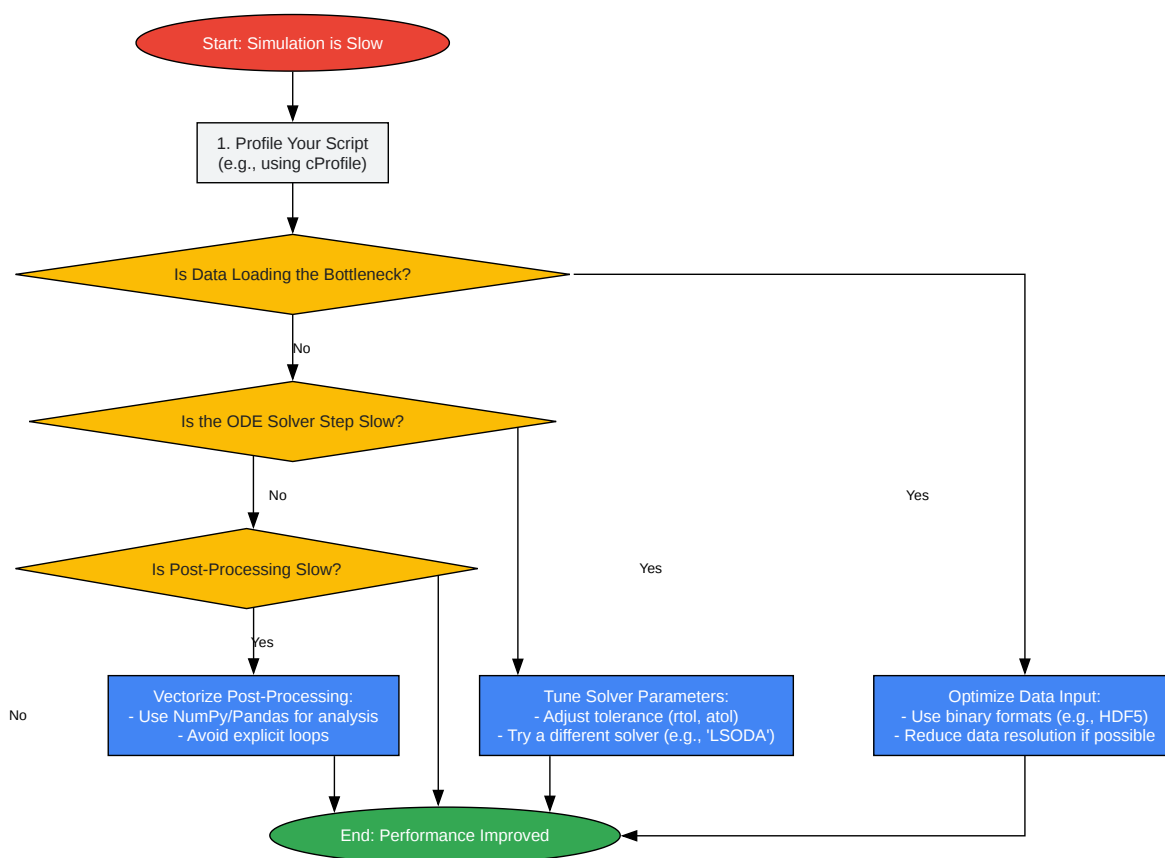 Start: Simulation is Slow
1. Profile Your Script
(e.g., using cProfile)
Is Data Loading the Bottleneck?
No
Is the ODE Solver Step Slow?
No
Yes
Is Post-Processing Slow?
Yes
Yes
No
Vectorize Post-Processing:
- Use NumPy/Pandas for analysis
- Avoid explicit loops
Tune Solver Parameters:
- Adjust tolerance (rtol, atol)
- Try a different solver (e.g., 'LSODA')
Optimize Data Input:
- Use binary formats (e.g., HDF5)
- Reduce data resolution if possible
End: Performance Improved